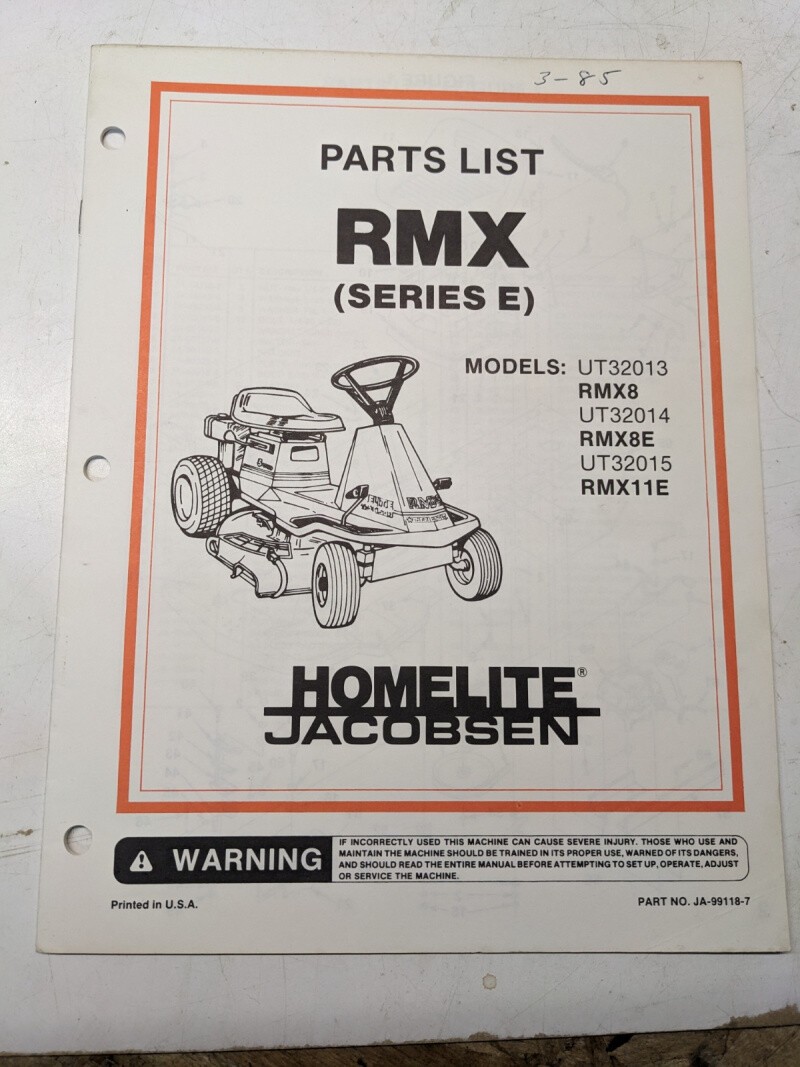 3-85
PARTS LIST
RMX
(SERIES E)
MODELS: UT32013
RMX8
UT32014
RMX8E
UT32015
RMX11E
HOMELITE®
JACOBSEN
WARNING
IF INCORRECTLY USED THIS MACHINE CAN CAUSE SEVERE INJURY. THOSE WHO USE AND
MAINTAIN THE MACHINE SHOULD BE TRAINED IN ITS PROPER USE, WARNED OF ITS DANGERS,
AND SHOULD READ THE ENTIRE MANUAL BEFORE ATTEMPTING TO SET UP, OPERATE, ADJUST
OR SERVICE THE MACHINE.
Printed in U.S.A.
PART NO. JA-99118-7